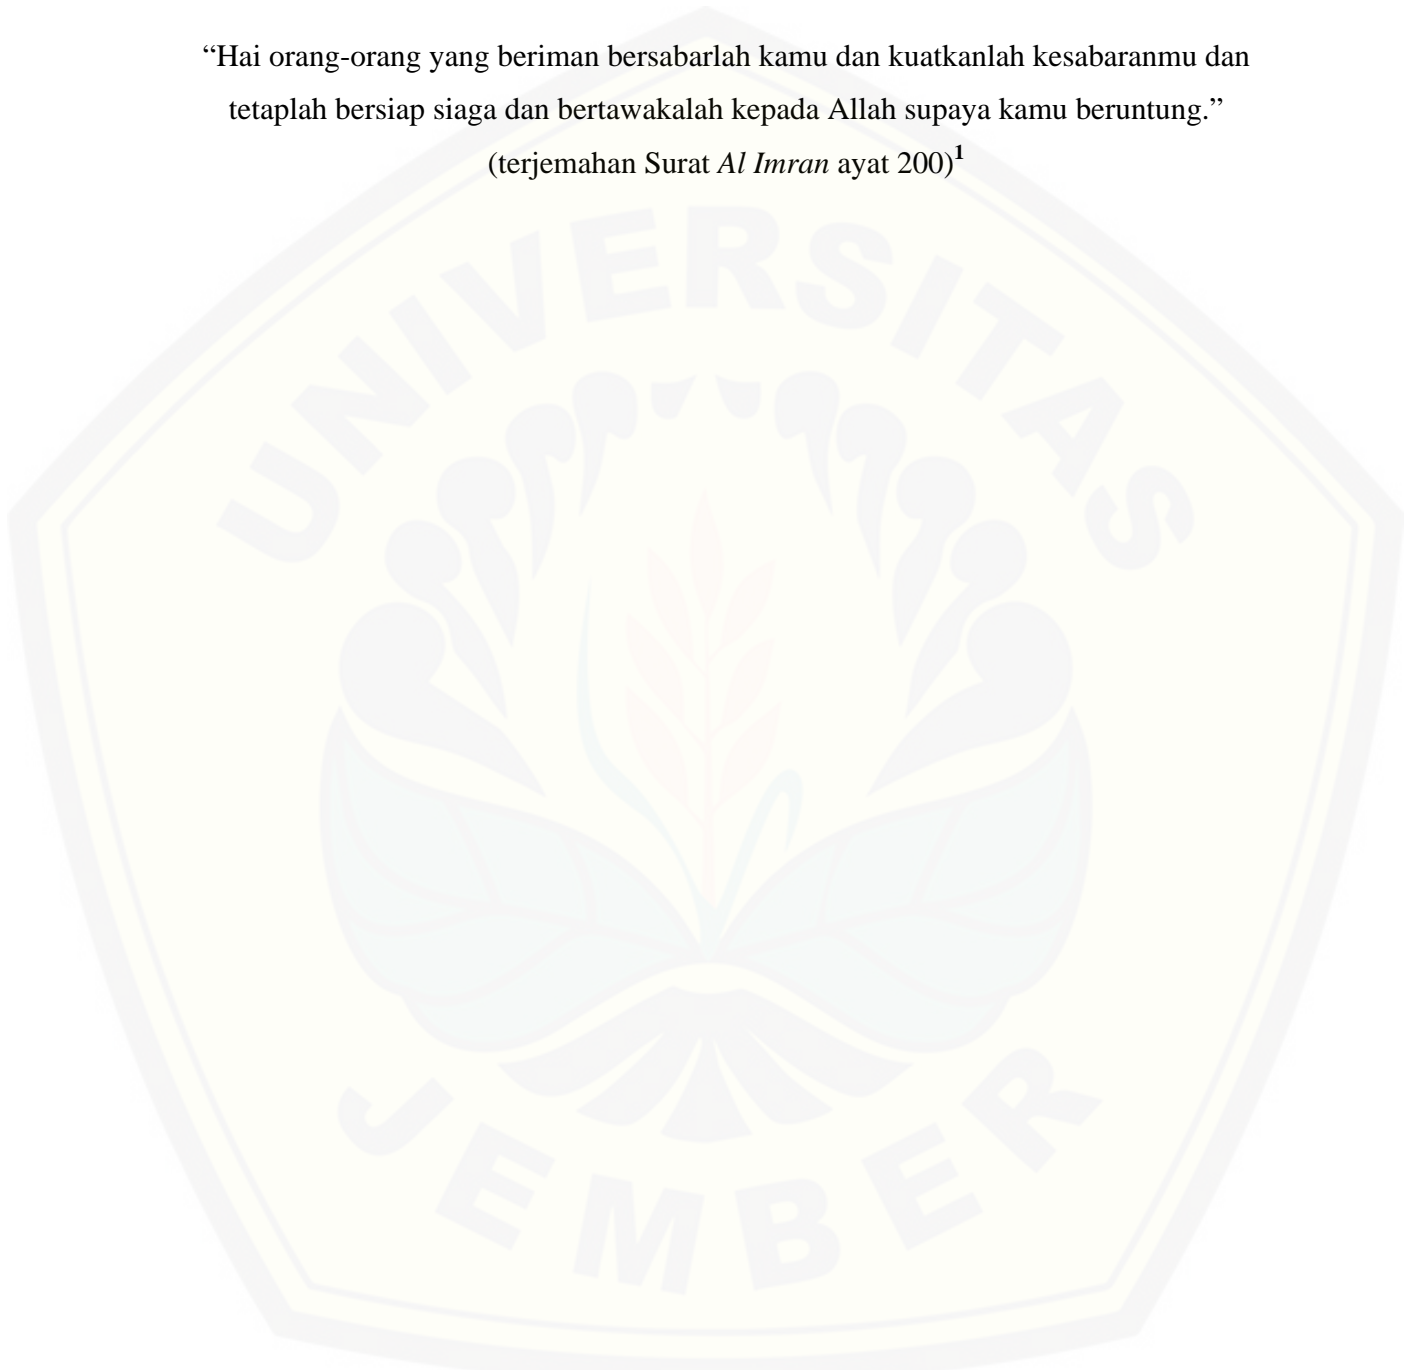 “Hai orang-orang yang beriman bersabarlah kamu dan kuatkanlah kesabaranmu dan
tetaplah bersiap siaga dan bertawakalah kepada Allah supaya kamu beruntung.”
(terjemahan Surat Al Imran ayat 200)1
UNIVERSITAS
JEMBER